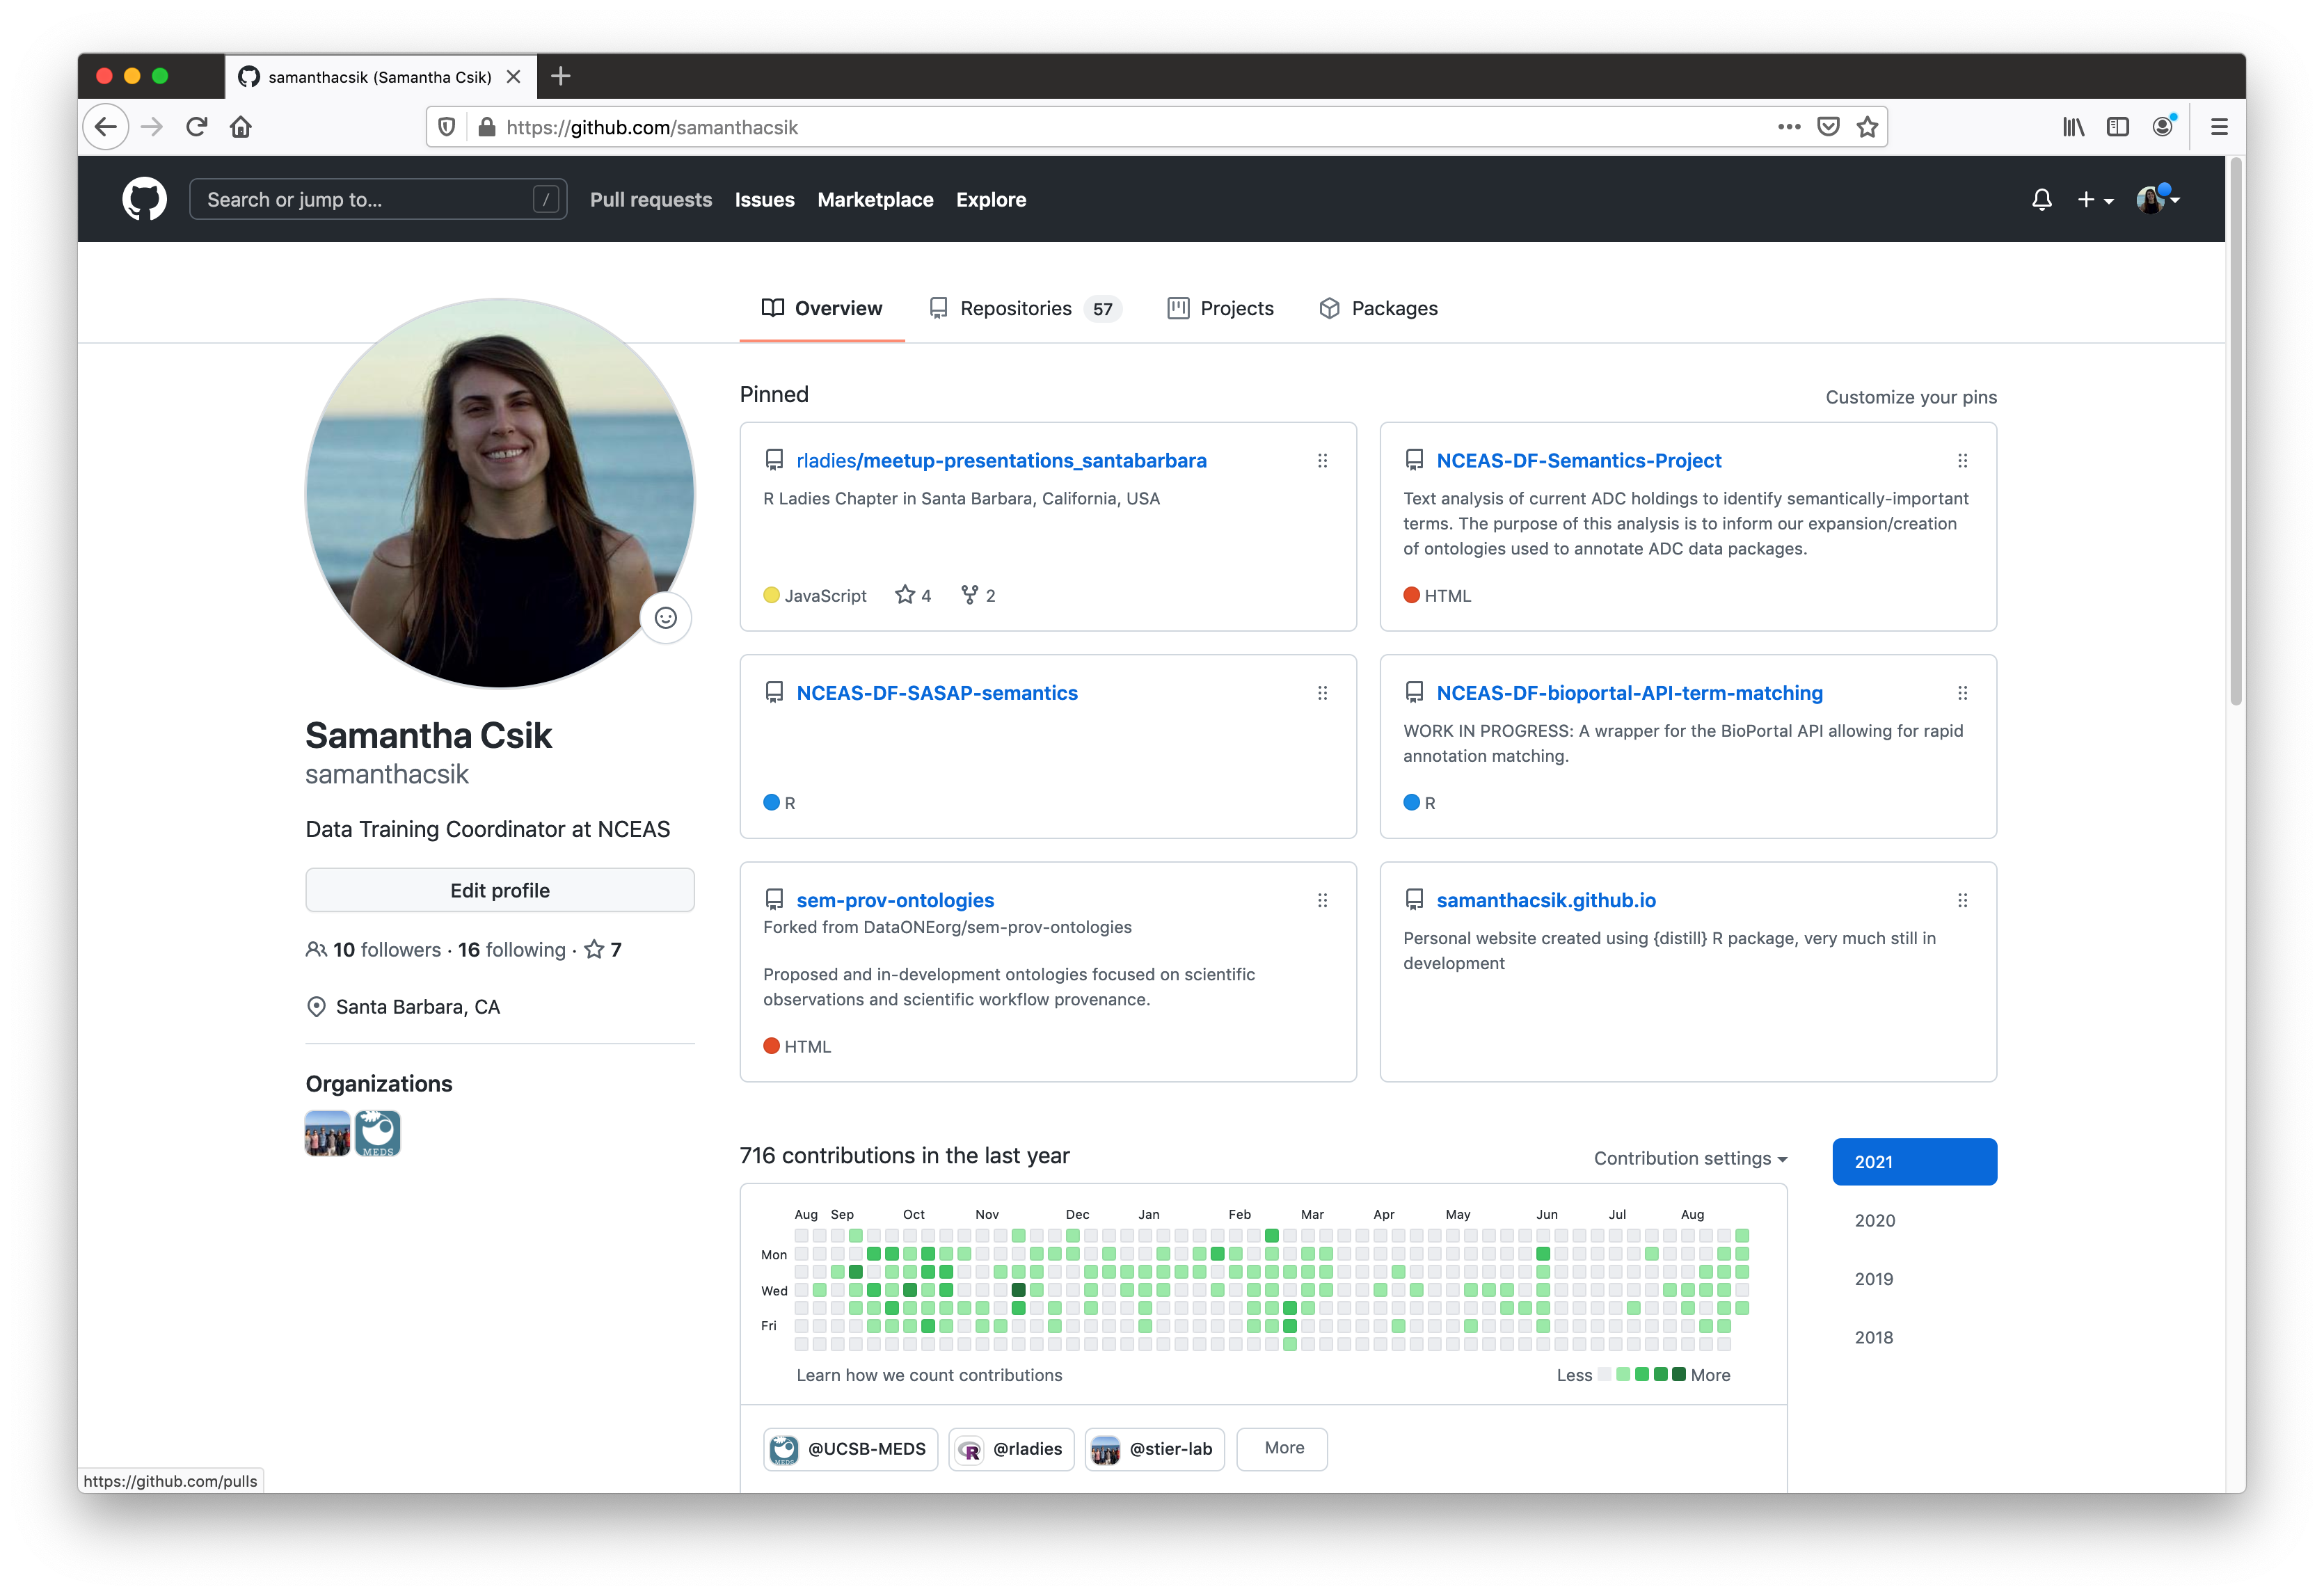 samanthacsik (Samantha Csik)
https://github.com/samanthacsik
Search or jump to... /
Pull requests Issues Marketplace Explore
Overview Repositories 57 Projects Packages
Samantha Csik
samanthacsik
Data Training Coordinator at NCEAS
Edit profile
10 followers · 16 following · 7
Santa Barbara, CA
Organizations
MEDS
Pinned
Customize your pins
rladies/meetup-presentations_santabarbara
R Ladies Chapter in Santa Barbara, California, USA
JavaScript 4 2
NCEAS-DF-Semantics-Project
Text analysis of current ADC holdings to identify semantically-important
terms. The purpose of this analysis is to inform our expansion/creation
of ontologies used to annotate ADC data packages.
HTML
NCEAS-DF-SASAP-semantics
R
NCEAS-DF-bioportal-API-term-matching
WORK IN PROGRESS: A wrapper for the BioPortal API allowing for rapid
annotation matching.
R
sem-prov-ontologies
Forked from DataONEorg/sem-prov-ontologies
Proposed and in-development ontologies focused on scientific
observations and scientific workflow provenance.
HTML
samanthacsik.github.io
Personal website created using {distill} R package, very much still in
development
716 contributions in the last year
Contribution settings
2021
2020
2019
2018
Aug Sep Oct Nov Dec Jan Feb Mar Apr May Jun Jul Aug
Mon
Wed
Fri
Learn how we count contributions
Less More
MEDS @UCSB-MEDS R @rladies @stier-lab More
https://github.com/pulls